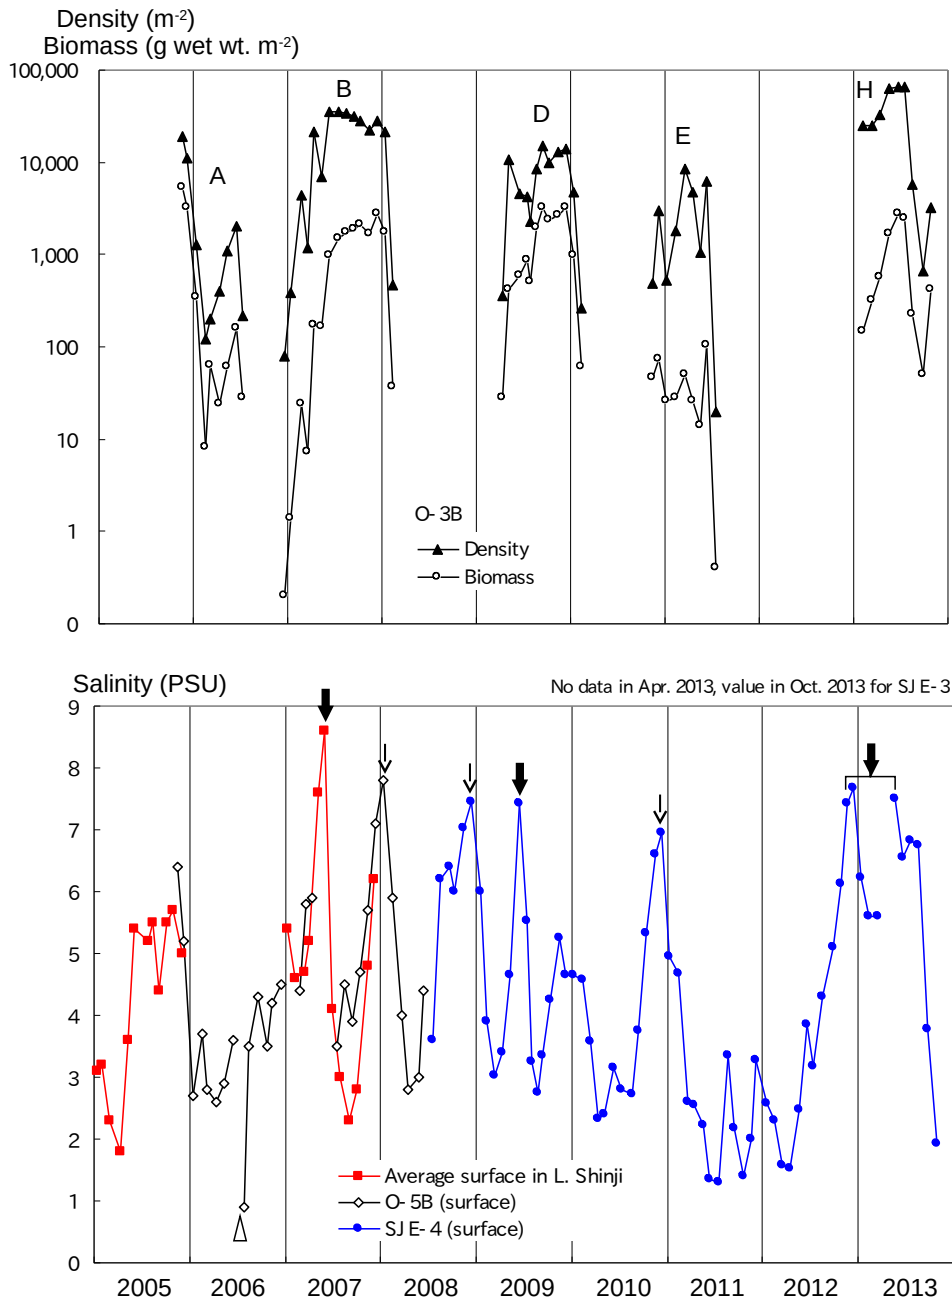 Density (m-2)
Biomass (g wet wt. m-2)
100,000
10,000
1,000
100
10
1
0
A
B
D
E
H
O-3B
Density
Biomass
Salinity (PSU)
No data in Apr. 2013, value in Oct. 2013 for SJE-3
9
8
7
6
5
4
3
2
1
0
Average surface in L. Shinji
O-5B (surface)
SJE-4 (surface)
2005 2006 2007 2008 2009 2010 2011 2012 2013